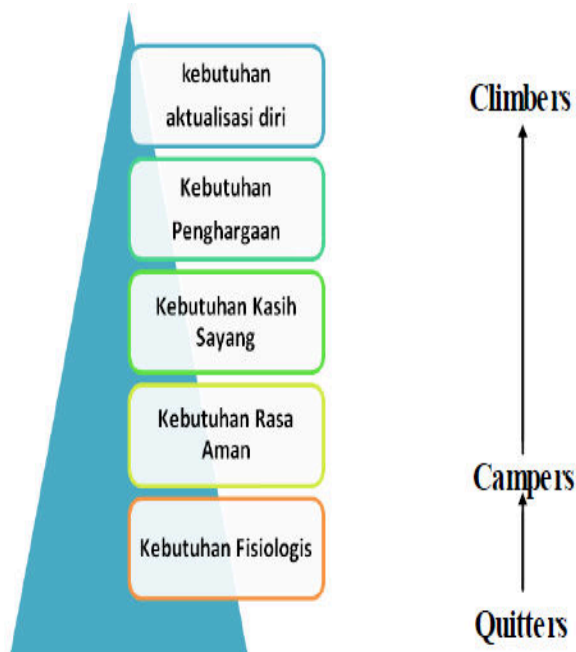 kebutuhan
aktualisasi diri
Kebutuhan
Penghargaan
Kebutuhan Kasih
Sayang
Kebutuhan Rasa
Aman
Kebutuhan Fisiologis
Climbers
Campers
Quitters